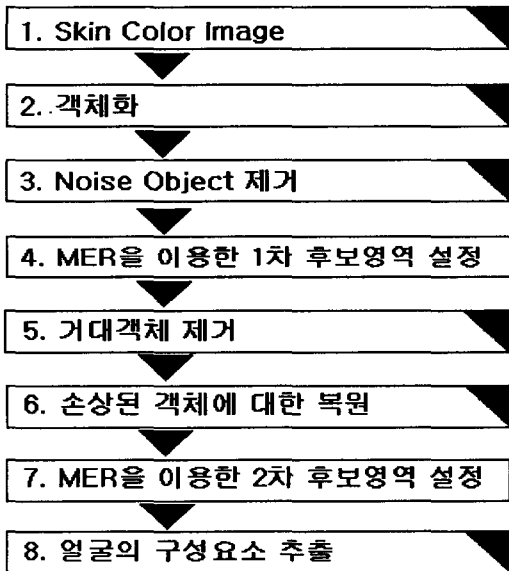 1. Skin Color Image
2. 객체화
3. Noise Object 제거
4. MER을 이용한 1차 후보영역 설정
5. 거대객체 제거
6. 손상된 객체에 대한 복원
7. MER을 이용한 2차 후보영역 설정
8. 얼굴의 구성요소 추출